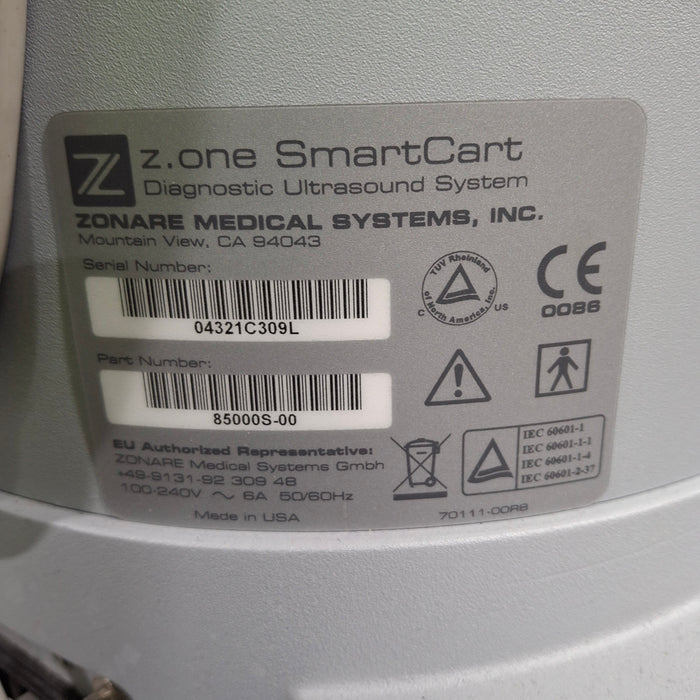 Z z.one SmartCart
Diagnostic Ultrasound System
ZONARE MEDICAL SYSTEMS, INC.
Mountain View, CA 94043
Serial Number:
04321C309L
Part Number:
85000S-00
EU Authorized Representative:
ZONARE Medical Systems Gmbh
+49-9131-92 309 48
100-240V ~ 6A 50/60Hz
Made in USA
TUV Rheinland
of North America, Inc.
C US
CE
0086
IEC 60601-1
IEC 60601-1-1
IEC 60601-1-4
IEC 60601-2-37
70111-00RB